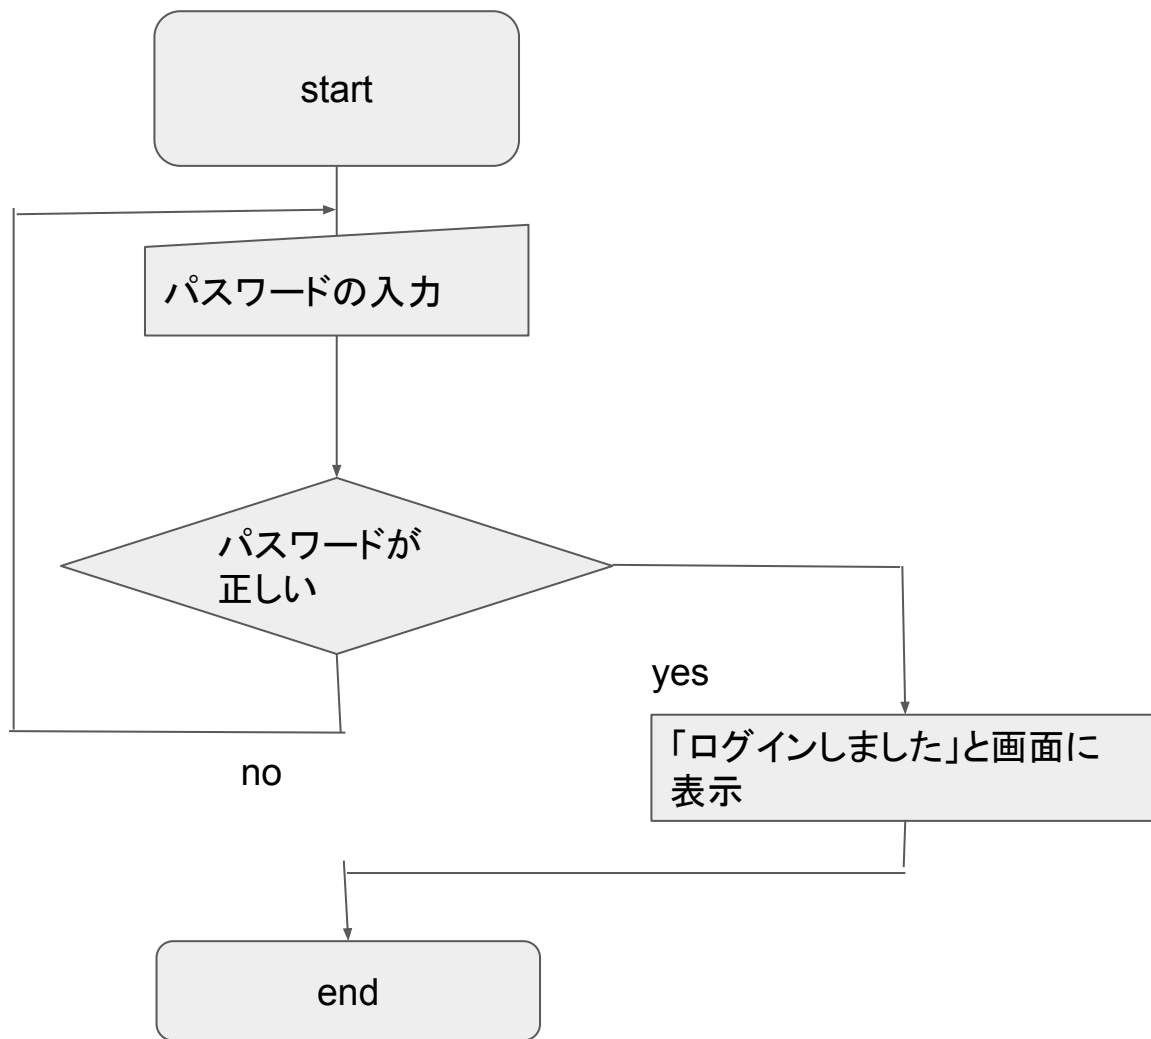 start
パスワードの入力
パスワードが
正しい
yes
「ログインしました」と画面に
表示
no
end